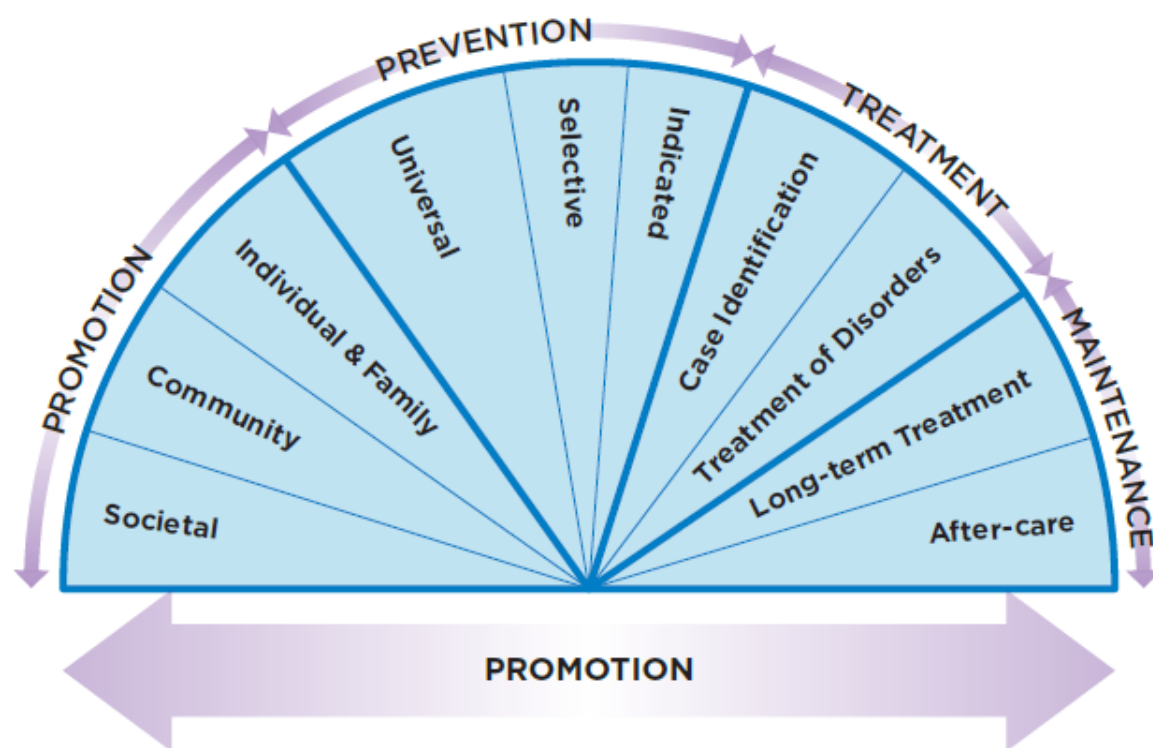 PROMOTION
PREVENTION
TREATMENT
MAINTENANCE
Societal
Community
Individual & Family
Universal
Selective
Indicated
Case Identification
Treatment of Disorders
Long-term Treatment
After-care
PROMOTION